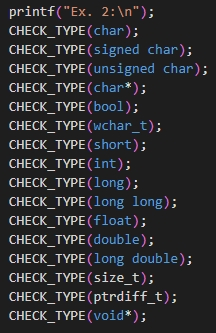 printf("Ex. 2:\n");
CHECK_TYPE(char);
CHECK_TYPE(signed char);
CHECK_TYPE(unsigned char);
CHECK_TYPE(char*);
CHECK_TYPE(bool);
CHECK_TYPE(wchar_t);
CHECK_TYPE(short);
CHECK_TYPE(int);
CHECK_TYPE(long);
CHECK_TYPE(long long);
CHECK_TYPE(float);
CHECK_TYPE(double);
CHECK_TYPE(long double);
CHECK_TYPE(size_t);
CHECK_TYPE(ptrdiff_t);
CHECK_TYPE(void*);